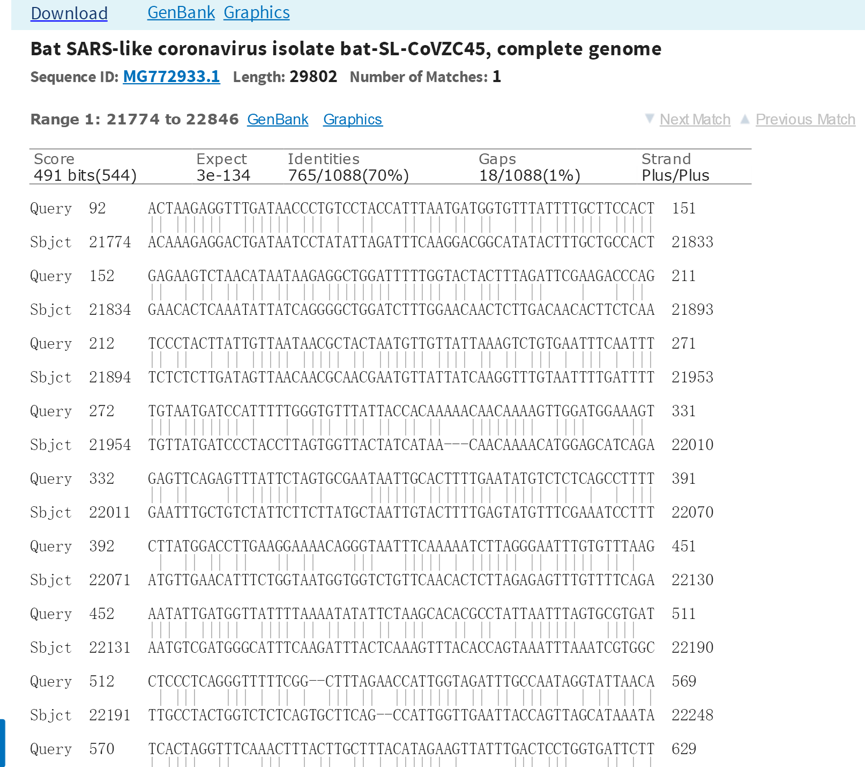 Download GenBank Graphics
Bat SARS-like coronavirus isolate bat-SL-CoVZC45, complete genome
Sequence ID: MG772933.1 Length: 29802 Number of Matches: 1
Range 1: 21774 to 22846 GenBank Graphics ▼ Next Match ▲ Previous Match
Score Expect Identities Gaps Strand
491 bits(544) 3e-134 765/1088(70%) 18/1088(1%) Plus/Plus
Query 92 ACTAAGAGGTTTGATAACCCTGTCCTACCATTTAATGATGGTGTTTATTTTGCTTCCACT 151
Sbjct 21774 ACAAAGAGGACTGATAATCCTATATTAGATTTCAAGGACGGCATATACTTTGCTGCCACT 21833
Query 152 GAGAAGTCTAACATAATAAGAGGCTGGATTTTTGGTACTACTTTAGATTCGAAGACCCAG 211
Sbjct 21834 GAACACTCAAATATTATCAGGGGCTGGATCTTTGGAACAACTCTTGACAACACTTCTCAA 21893
Query 212 TCCCTACTTATTGTTAATAACGCTACTAATGTTGTTATTAAAGTCTGTGAATTTCAATTT 271
Sbjct 21894 TCTCTCTTGATAGTTAACAACGCAACGAATGTTATTATCAAGGTTTGTAATTTTGATTTT 21953
Query 272 TGTAATGATCCATTTTTGGGTGTTTATTACCACAAAAACAACAAAAGTTGGATGGAAAGT 331
Sbjct 21954 TGTTATGATCCCTACCTTAGTGGTTACTATCATAA---CAACAAAACATGGAGCATCAGA 22010
Query 332 GAGTTCAGAGTTTATTCTAGTGCGAATAATTGCACTTTTGAATATGTCTCTCAGCCTTTT 391
Sbjct 22011 GAATTTGCTGTCTATTCTTCTTATGCTAATTGTACTTTTGAGTATGTTTCGAAATCCTTT 22070
Query 392 CTTATGGACCTTGAAGGAAAACAGGGTAATTTCAAAAATCTTAGGGAATTTGTGTTTAAG 451
Sbjct 22071 ATGTTGAACATTTCTGGTAATGGTGGTCTGTTCAACACTCTTAGAGAGTTTGTTTTCAGA 22130
Query 452 AATATTGATGGTTATTTTAAAATATATTCTAAGCACACGCCTATTAATTTAGTGCGTGAT 511
Sbjct 22131 AATGTCGATGGGCATTTCAAGATTTACTCAAAGTTTACACCAGTAAATTTAAATCGTGGC 22190
Query 512 CTCCCTCAGGGTTTTTCGG--CTTTAGAACCATTGGTAGATTTGCCAATAGGTATTAACA 569
Sbjct 22191 TTGCCTACTGGTCTCTCAGTGCTTCAG--CCATTGGTTGAATTACCAGTTAGCATAAATA 22248
Query 570 TCACTAGGTTTCAAACTTTACTTGCTTTACATAGAAGTTATTTGACTCCTGGTGATTCTT 629